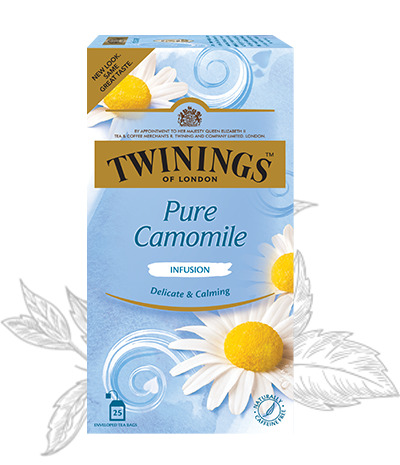 NEW LOOK.
SAME
GREAT TASTE.
BY APPOINTMENT TO HER MAJESTY QUEEN ELIZABETH II
TEA & COFFEE MERCHANTS R. TWINING AND COMPANY LIMITED. LONDON.
TWININGS™
OF LONDON
Pure
Camomile
INFUSION
Delicate & Calming
25
ENVELOPED TEA BAGS
NATURALLY
CAFFEINE FREE